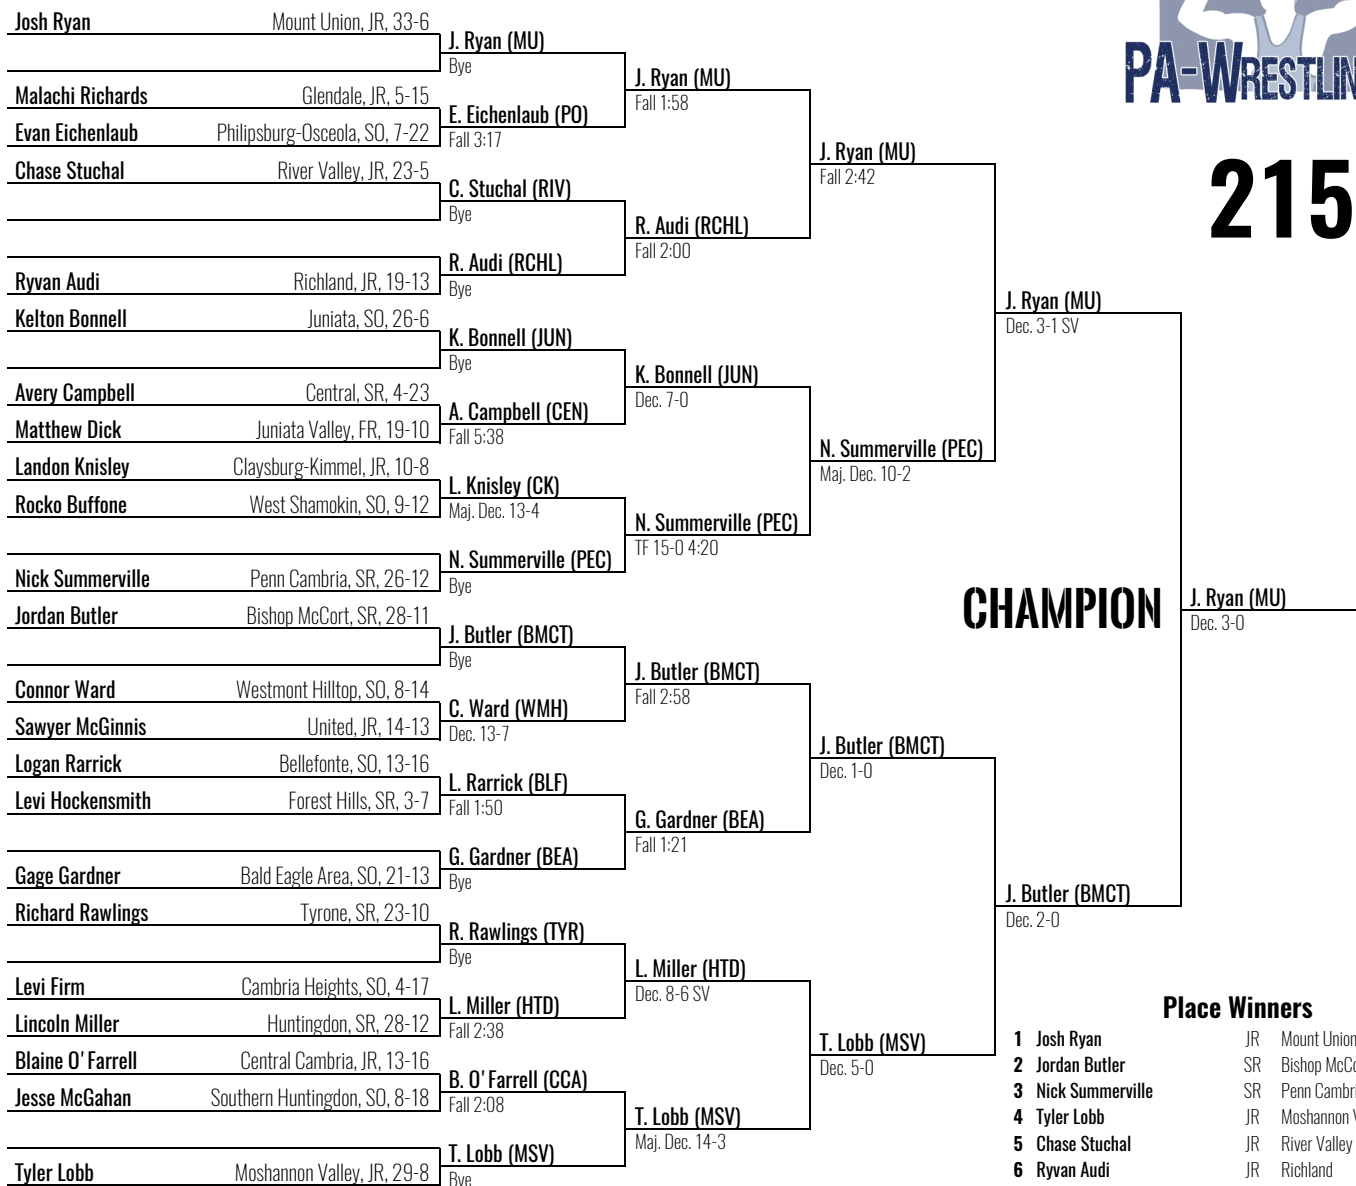 Josh Ryan Mount Union, JR, 33-6
J. Ryan (MU)
Bye
Malachi Richards Glendale, JR, 5-15
Evan Eichenlaub Philipsburg-Osceola, SO, 7-22
E. Eichenlaub (PO)
Fall 3:17
J. Ryan (MU)
Fall 1:58
Chase Stuchal River Valley, JR, 23-5
C. Stuchal (RIV)
Bye
Ryvan Audi Richland, JR, 19-13
R. Audi (RCHL)
Bye
R. Audi (RCHL)
Fall 2:00
J. Ryan (MU)
Fall 2:42
Kelton Bonnell Juniata, SO, 26-6
K. Bonnell (JUN)
Bye
Avery Campbell Central, SR, 4-23
Matthew Dick Juniata Valley, FR, 19-10
A. Campbell (CEN)
Fall 5:38
K. Bonnell (JUN)
Dec. 7-0
Landon Knisley Claysburg-Kimmel, JR, 10-8
Rocko Buffone West Shamokin, SO, 9-12
L. Knisley (CK)
Maj. Dec. 13-4
Nick Summerville Penn Cambria, SR, 26-12
N. Summerville (PEC)
Bye
N. Summerville (PEC)
TF 15-0 4:20
N. Summerville (PEC)
Maj. Dec. 10-2
J. Ryan (MU)
Dec. 3-1 SV
Jordan Butler Bishop McCort, SR, 28-11
J. Butler (BMCT)
Bye
Connor Ward Westmont Hilltop, SO, 8-14
Sawyer McGinnis United, JR, 14-13
C. Ward (WMH)
Dec. 13-7
J. Butler (BMCT)
Fall 2:58
Logan Rarrick Bellefonte, SO, 13-16
Levi Hockensmith Forest Hills, SR, 3-7
L. Rarrick (BLF)
Fall 1:50
Gage Gardner Bald Eagle Area, SO, 21-13
G. Gardner (BEA)
Bye
G. Gardner (BEA)
Fall 1:21
J. Butler (BMCT)
Dec. 1-0
Richard Rawlings Tyrone, SR, 23-10
R. Rawlings (TYR)
Bye
Levi Firm Cambria Heights, SO, 4-17
Lincoln Miller Huntingdon, SR, 28-12
L. Miller (HTD)
Fall 2:38
L. Miller (HTD)
Dec. 8-6 SV
Blaine O'Farrell Central Cambria, JR, 13-16
Jesse McGahan Southern Huntingdon, SO, 8-18
B. O'Farrell (CCA)
Fall 2:08
Tyler Lobb Moshannon Valley, JR, 29-8
T. Lobb (MSV)
Bye
T. Lobb (MSV)
Maj. Dec. 14-3
T. Lobb (MSV)
Dec. 5-0
J. Butler (BMCT)
Dec. 2-0
PA-WRESTLIN
215
CHAMPION
J. Ryan (MU)
Dec. 3-0
Place Winners
1 Josh Ryan JR Mount Union
2 Jordan Butler SR Bishop McCo
3 Nick Summerville SR Penn Cambri
4 Tyler Lobb JR Moshannon V
5 Chase Stuchal JR River Valley
6 Ryvan Audi JR Richland